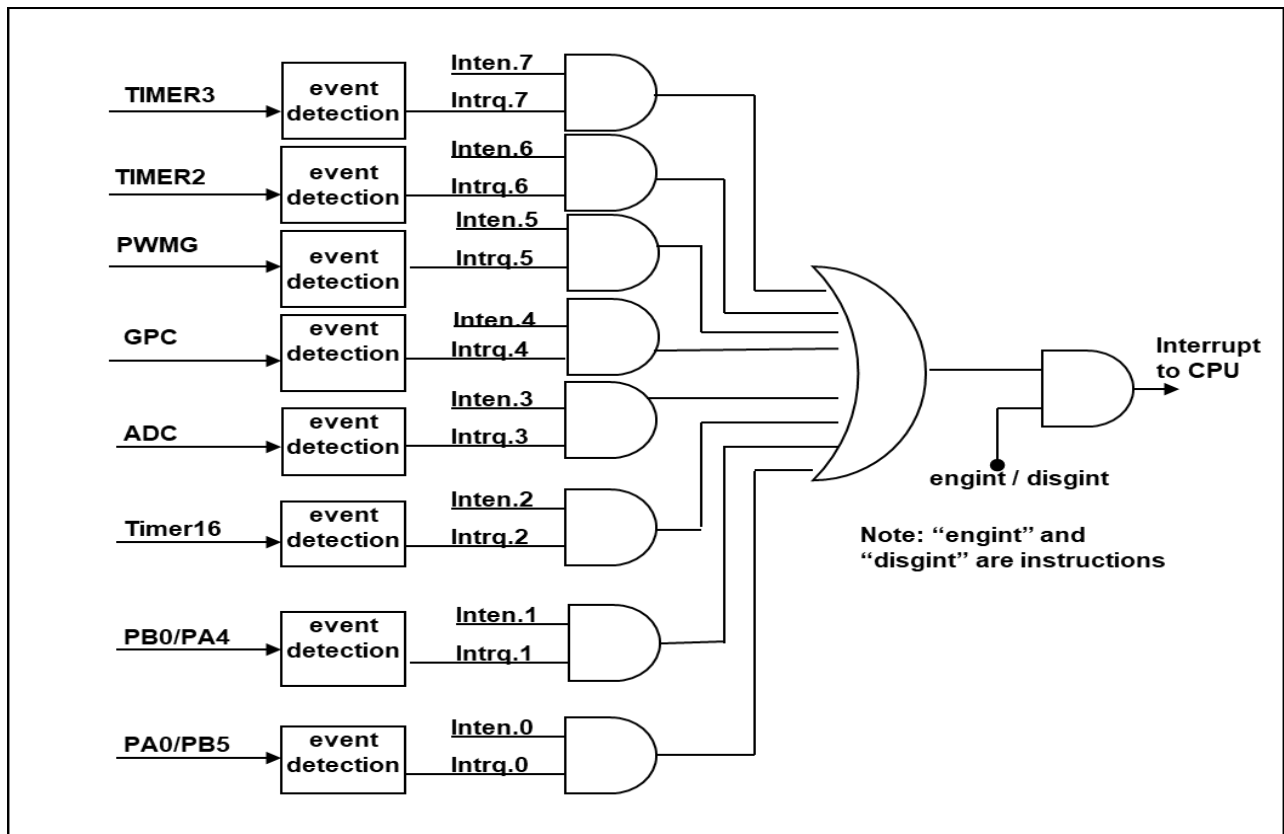 TIMER3
event
detection
Inten.7
Intrq.7
TIMER2
event
detection
Inten.6
Intrq.6
PWMG
event
detection
Inten.5
Intrq.5
GPC
event
detection
Inten.4
Intrq.4
ADC
event
detection
Inten.3
Intrq.3
Timer16
event
detection
Inten.2
Intrq.2
PB0/PA4
event
detection
Inten.1
Intrq.1
PA0/PB5
event
detection
Inten.0
Intrq.0
Interrupt
to CPU
engint / disgint
Note: “engint” and
“disgint” are instructions